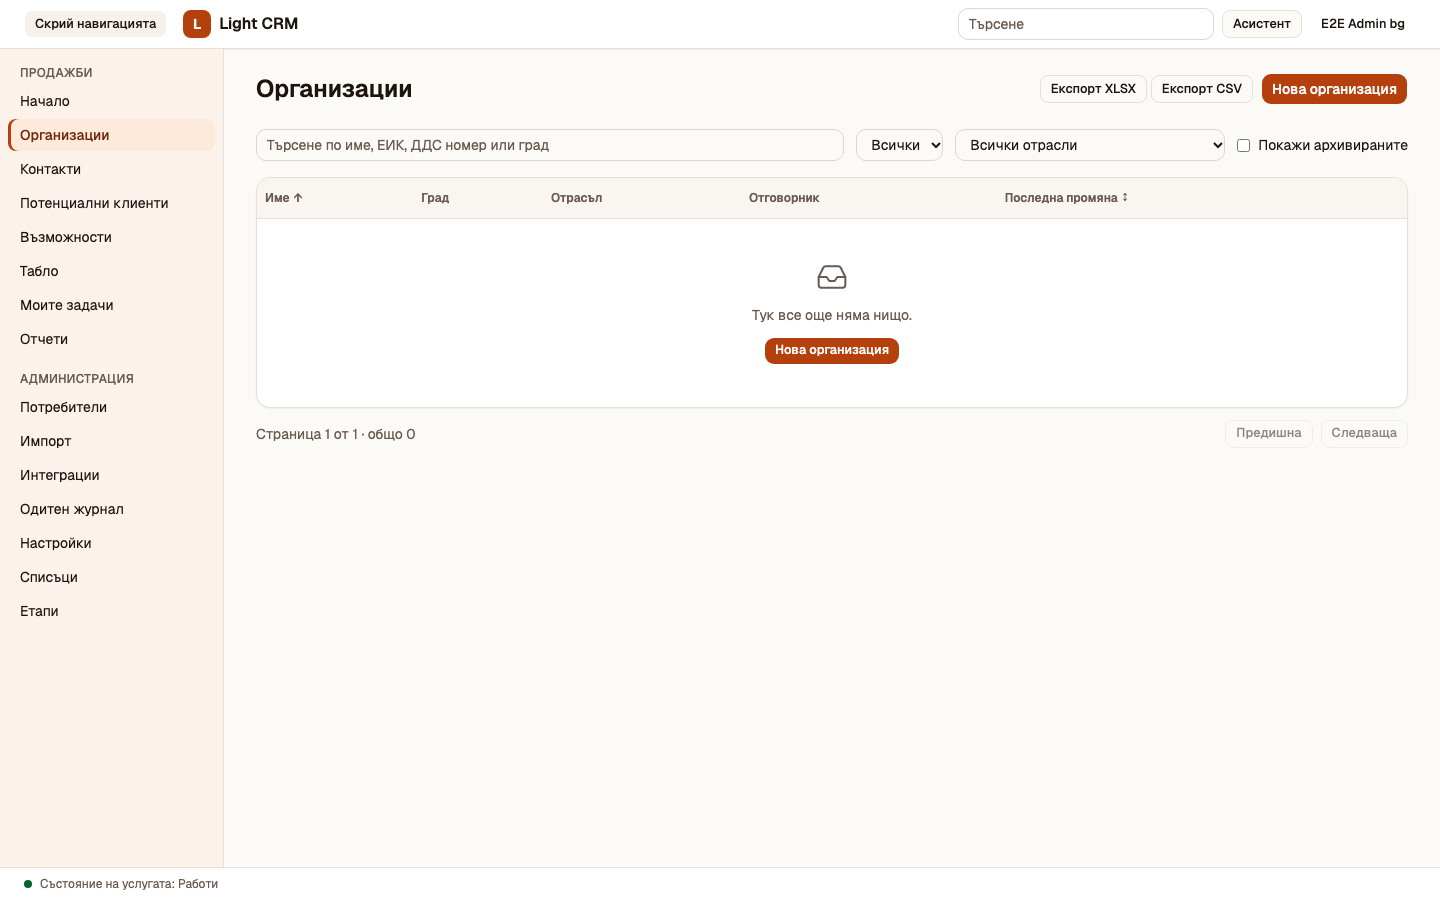 Скрий навигацията
L
Light CRM
Търсене
Асистент
E2E Admin bg
ПРОДАЖБИ
Начало
Организации
Контакти
Потенциални клиенти
Възможности
Табло
Моите задачи
Отчети
АДМИНИСТРАЦИЯ
Потребители
Импорт
Интеграции
Одитен журнал
Настройки
Списъци
Етапи
Организации
Експорт XLSX
Експорт CSV
Нова организация
Търсене по име, ЕИК, ДДС номер или град
Всички
Всички отрасли
Покажи архивираните
Име ↑
Град
Отрасъл
Отговорник
Последна промяна ↕
Тук все още няма нищо.
Нова организация
Страница 1 от 1 · общо 0
Предишна
Следваща
Състояние на услугата: Работи